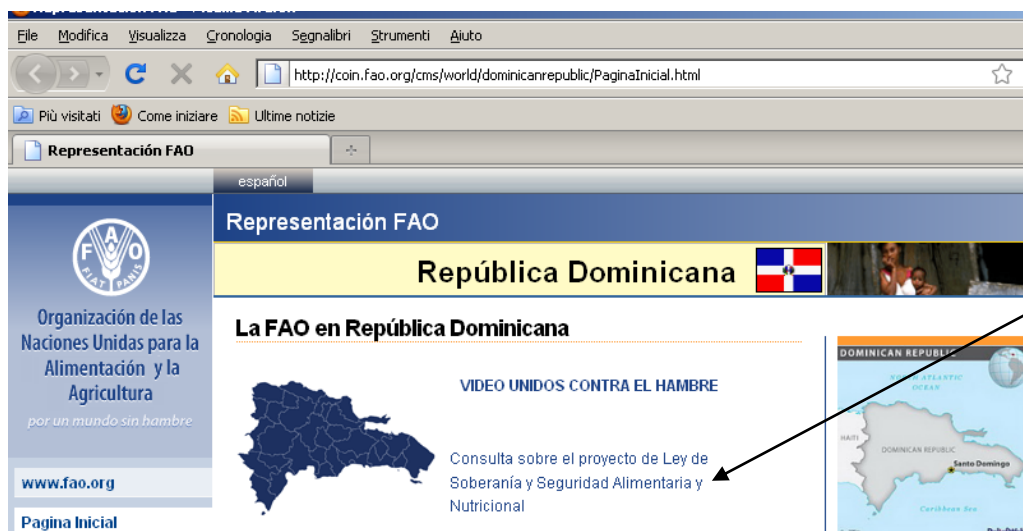 File Modifica Visualizza Cronologia Segnalibri Strumenti Aiuto
http://coin.fao.org/cms/world/dominicanrepublic/PaginaInicial.html
Più visitati Come iniziare Ultime notizie
Representación FAO
español
Representación FAO
República Dominicana
FAO
FIAT PANIS
Organización de las
Naciones Unidas para la
Alimentación y la
Agricultura
por un mundo sin hambre
www.fao.org
Pagina Inicial
La FAO en República Dominicana
VIDEO UNIDOS CONTRA EL HAMBRE
Consulta sobre el proyecto de Ley de
Soberanía y Seguridad Alimentaria y
Nutricional
DOMINICAN REPUBLIC
NORTH ATLANTIC
OCEAN
HAITI
DOMINICAN REPUBLIC
Santo Domingo
Caribbean Sea